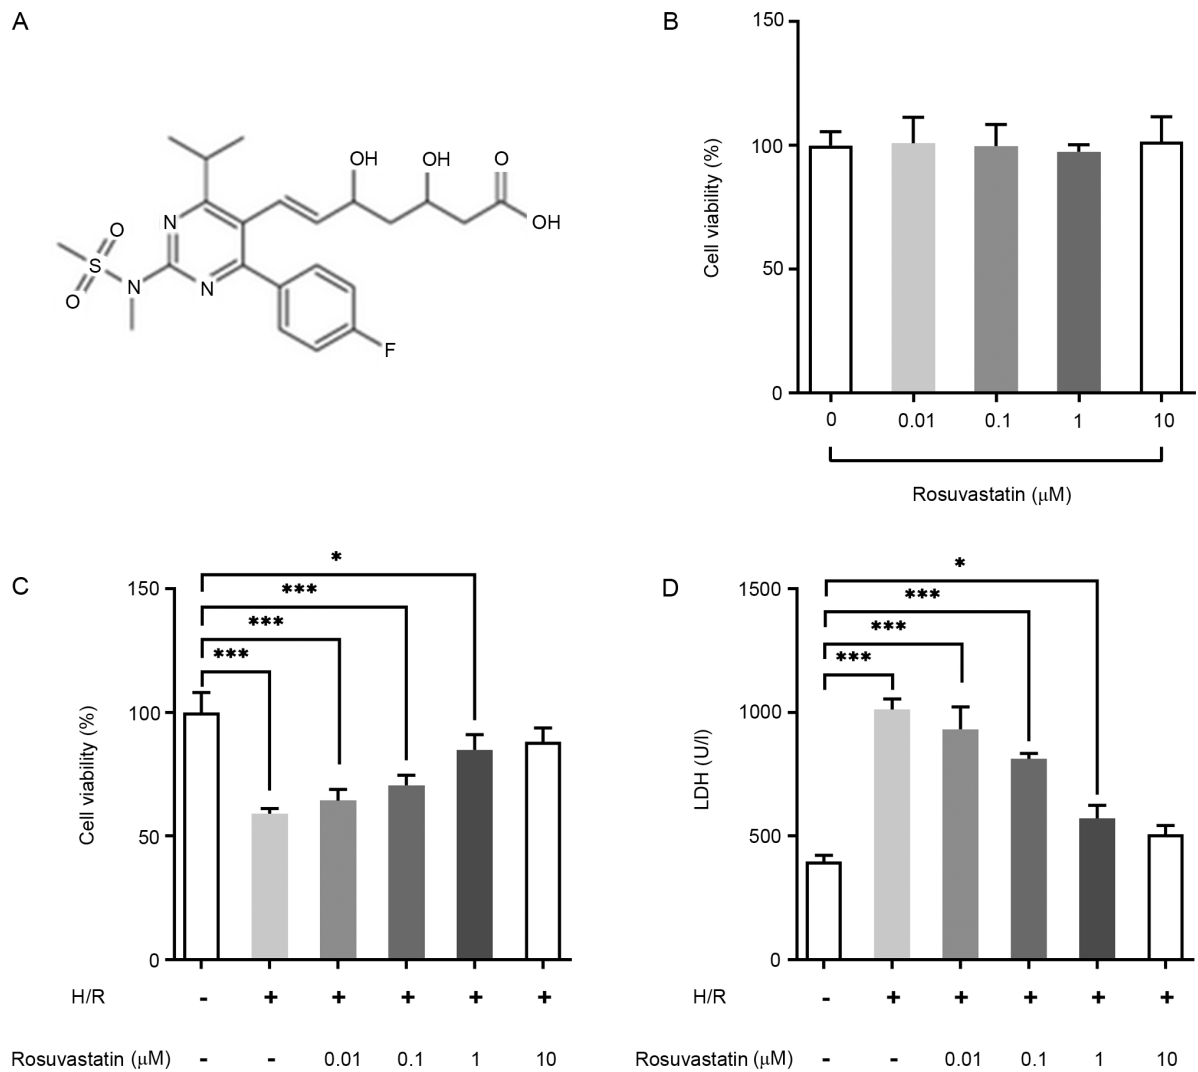 A
OH
OH
O
OH
N
N
O
S
O
N
F
B
150
100
50
0
Cell viability (%)
0 0.01 0.1 1 10
Rosuvastatin (μM)
C
150
100
50
0
Cell viability (%)
*
***
***
***
H/R - + + + + +
Rosuvastatin (μM) - - 0.01 0.1 1 10
D
1500
1000
500
0
LDH (U/l)
*
***
***
***
H/R - + + + + +
Rosuvastatin (μM) - - 0.01 0.1 1 10